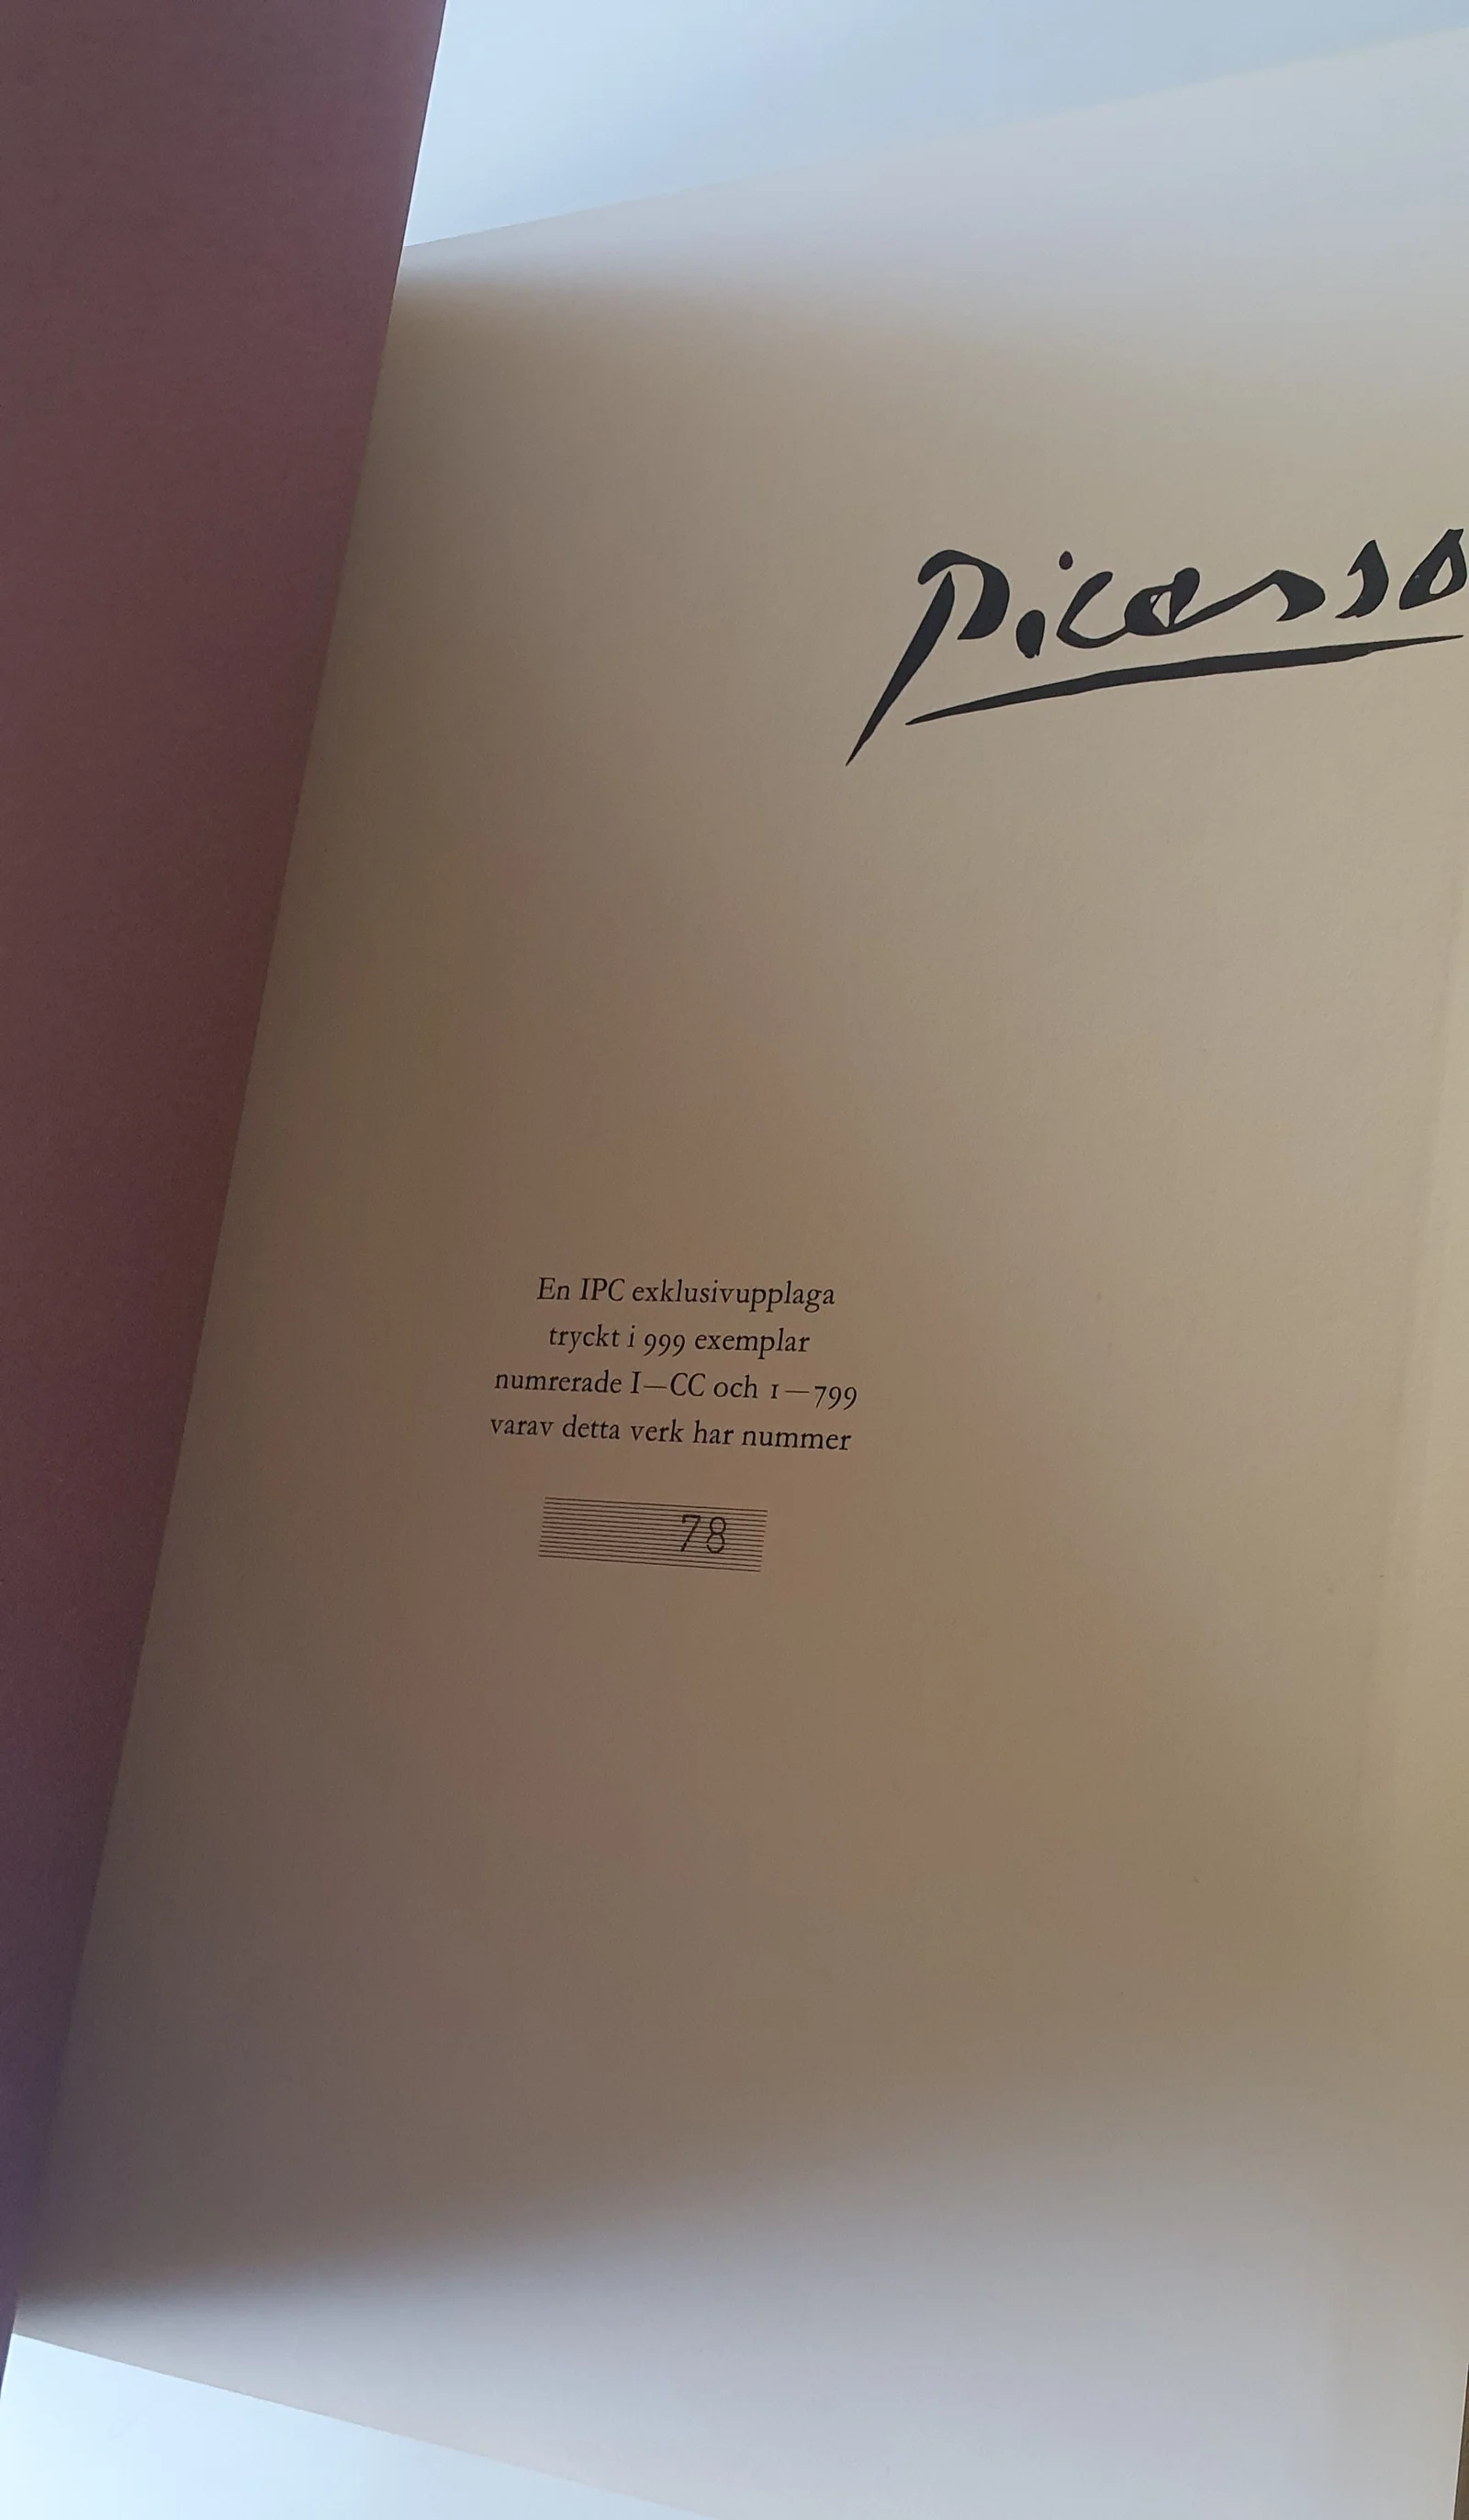 Picasso
En IPC exklusivupplaga
tryckt i 999 exemplar
numrerade I—CC och 1—799
varav detta verk har nummer
78